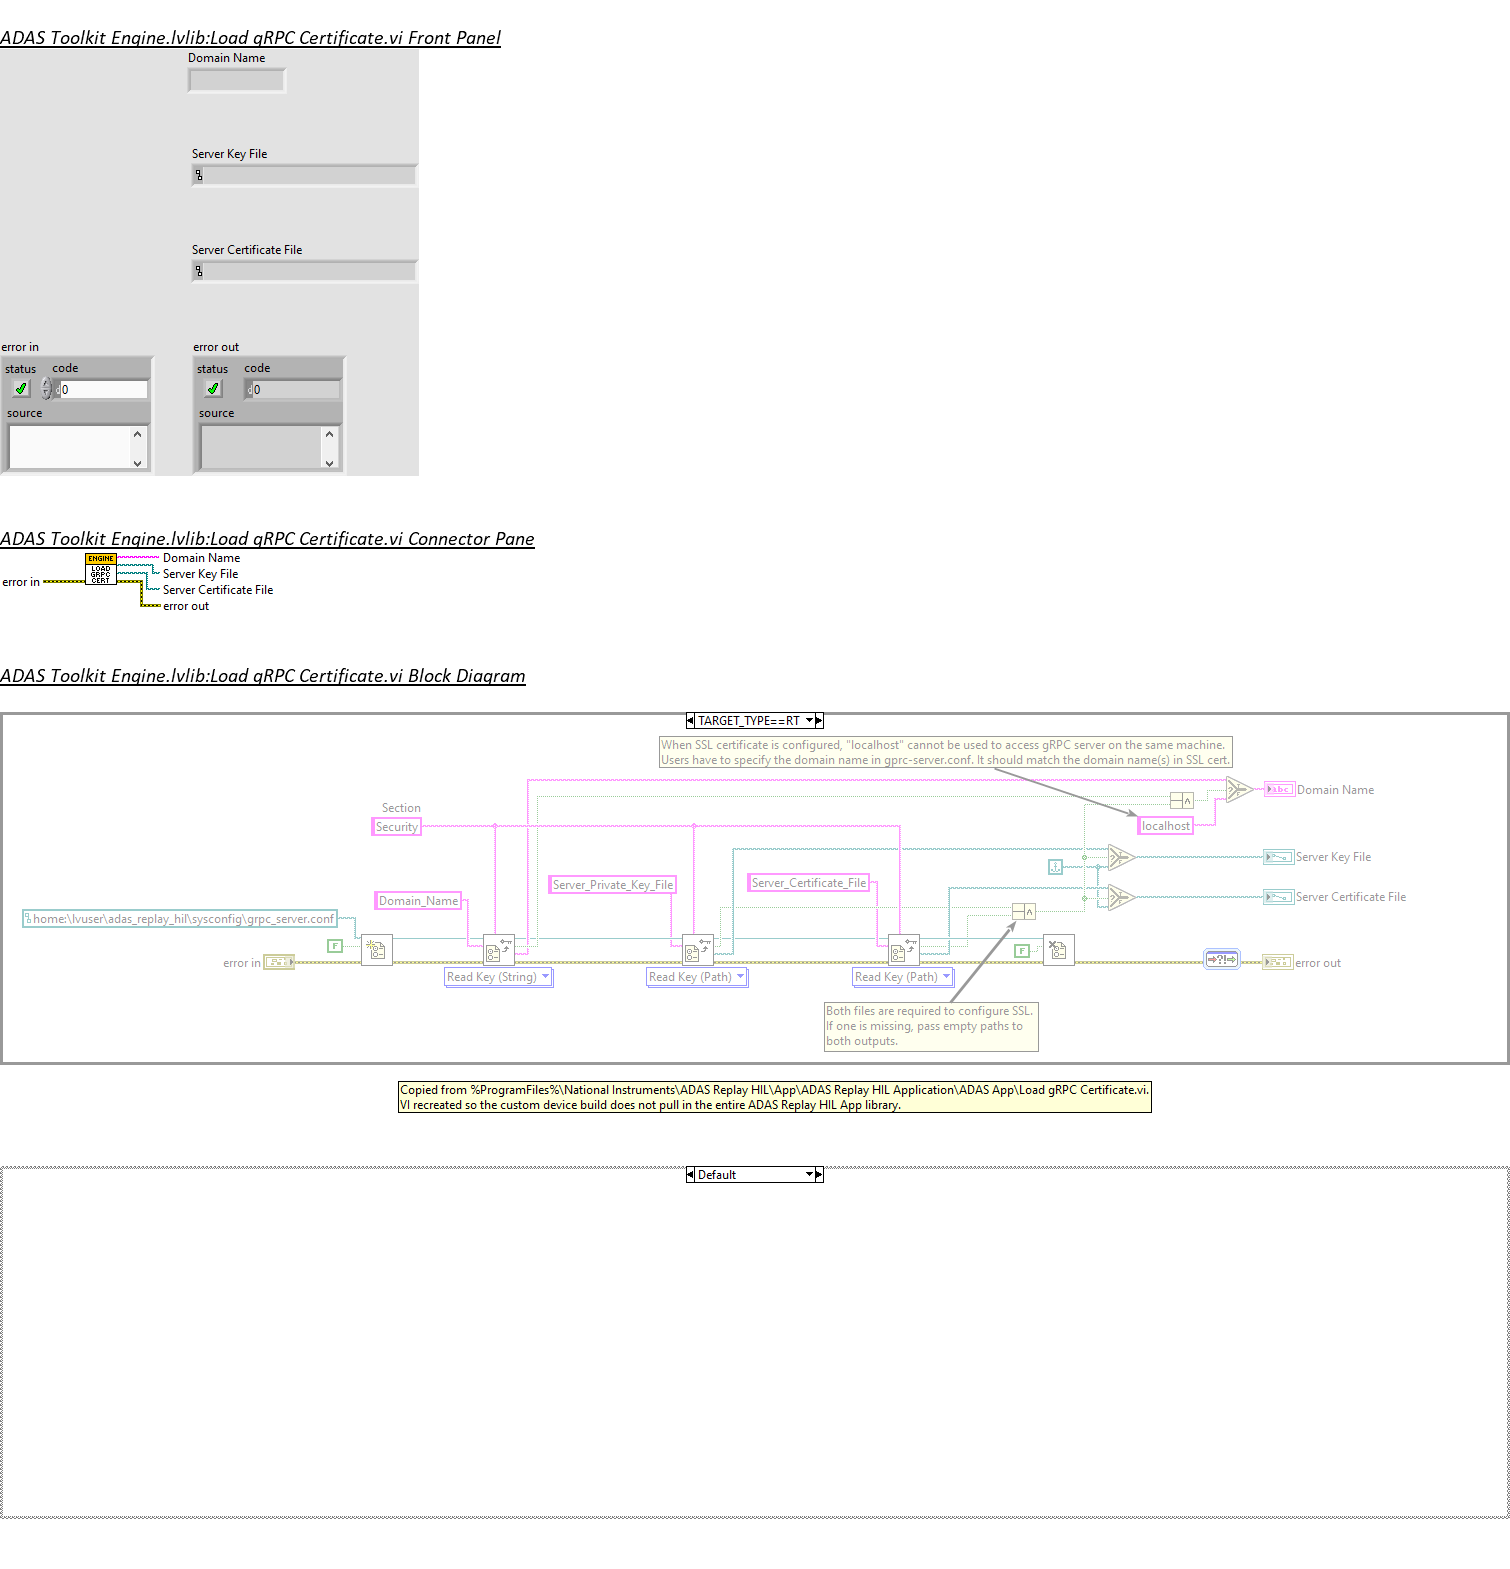 ADAS Toolkit Engine.lvlib:Load gRPC Certificate.vi Front Panel
Domain Name
Server Key File
Server Certificate File
error in
error out
status
code
status
code
0
0
source
source
ADAS Toolkit Engine.lvlib:Load gRPC Certificate.vi Connector Pane
ENGINE
LOAD
GRPC
CERT
error in
Domain Name
Server Key File
Server Certificate File
error out
ADAS Toolkit Engine.lvlib:Load gRPC Certificate.vi Block Diagram
TARGET_TYPE==RT
When SSL certificate is configured, "localhost" cannot be used to access gRPC server on the same machine.
Users have to specify the domain name in gprc-server.conf. It should match the domain name(s) in SSL cert.
Domain Name
Section
Security
localhost
Server Key File
Server_Private_Key_File
Server_Certificate_File
Domain_Name
Server Certificate File
home:\lvuser\adas_replay_hil\sysconfig\grpc_server.conf
F
F
error in
error out
Read Key (String)
Read Key (Path)
Read Key (Path)
Both files are required to configure SSL.
If one is missing, pass empty paths to
both outputs.
Copied from %ProgramFiles%\National Instruments\ADAS Replay HIL\App\ADAS Replay HIL Application\ADAS App\Load gRPC Certificate.vi.
VI recreated so the custom device build does not pull in the entire ADAS Replay HIL App library.
Default